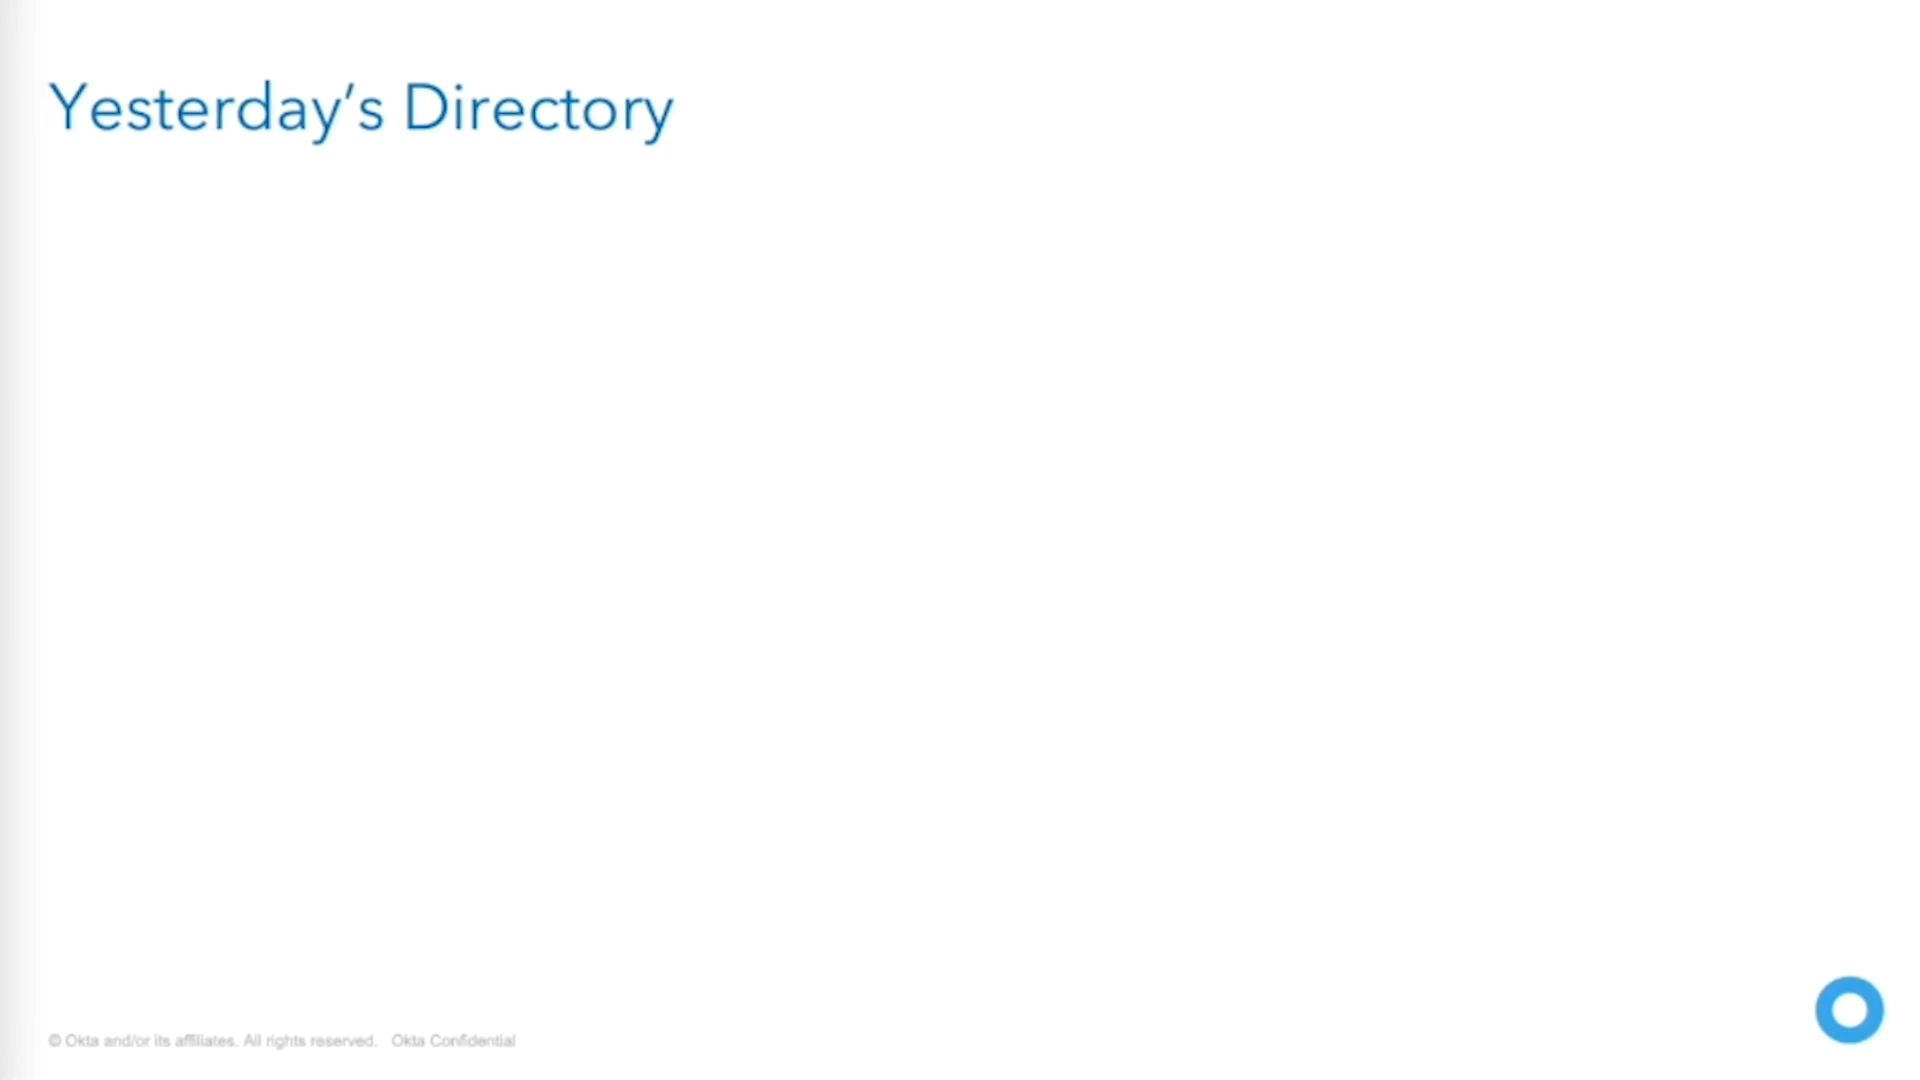 Yesterday’s Directory
© Okta and/or its affiliates. All rights reserved. Okta Confidential